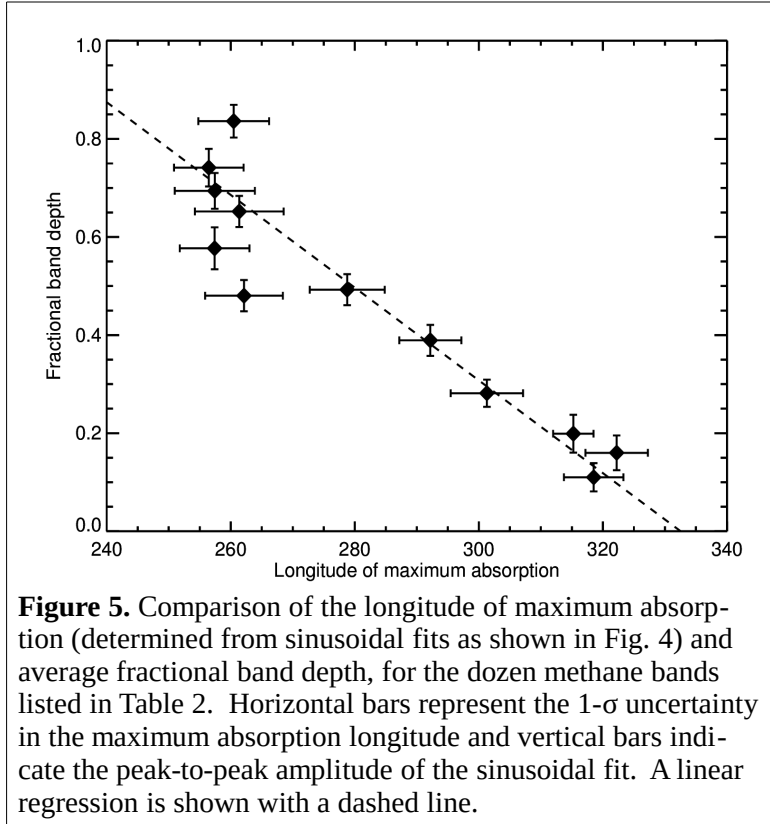 1.0
0.8
0.6
0.4
0.2
0.0
Fractional band depth
240 260 280 300 320 340
Longitude of maximum absorption
Figure 5. Comparison of the longitude of maximum absorp-
tion (determined from sinusoidal fits as shown in Fig. 4) and
average fractional band depth, for the dozen methane bands
listed in Table 2. Horizontal bars represent the 1-σ uncertainty
in the maximum absorption longitude and vertical bars indi-
cate the peak-to-peak amplitude of the sinusoidal fit. A linear
regression is shown with a dashed line.